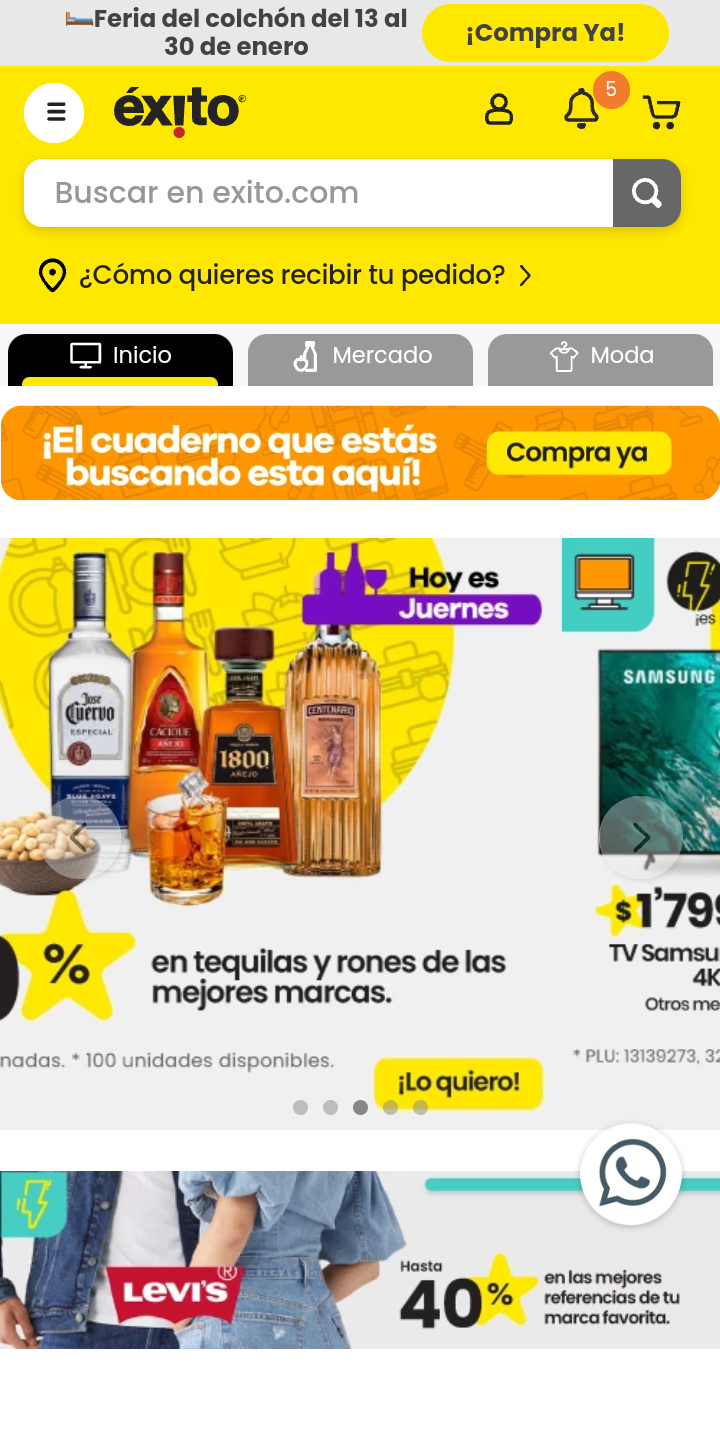 Feria del colchón del 13 al
30 de enero
¡Compra Ya!
éxito
5
Buscar en exito.com
¿Cómo quieres recibir tu pedido?
Inicio
Mercado
Moda
¡El cuaderno que estás
buscando esta aquí!
Compra ya
Hoy es
Juernes
¡es
Jose
Cuervo
ESPECIAL
BLUE AGAVE
CACIQUE
AÑEJO
1800
AÑEJO
CENTENARIO
SAMSUNG
%
en tequilas y rones de las
mejores marcas.
nadas. * 100 unidades disponibles.
¡Lo quiero!
$1'799
TV Samsu
4K
Otros me
* PLU: 13139273, 32
LEVI'S®
Hasta
40%
en las mejores
referencias de tu
marca favorita.